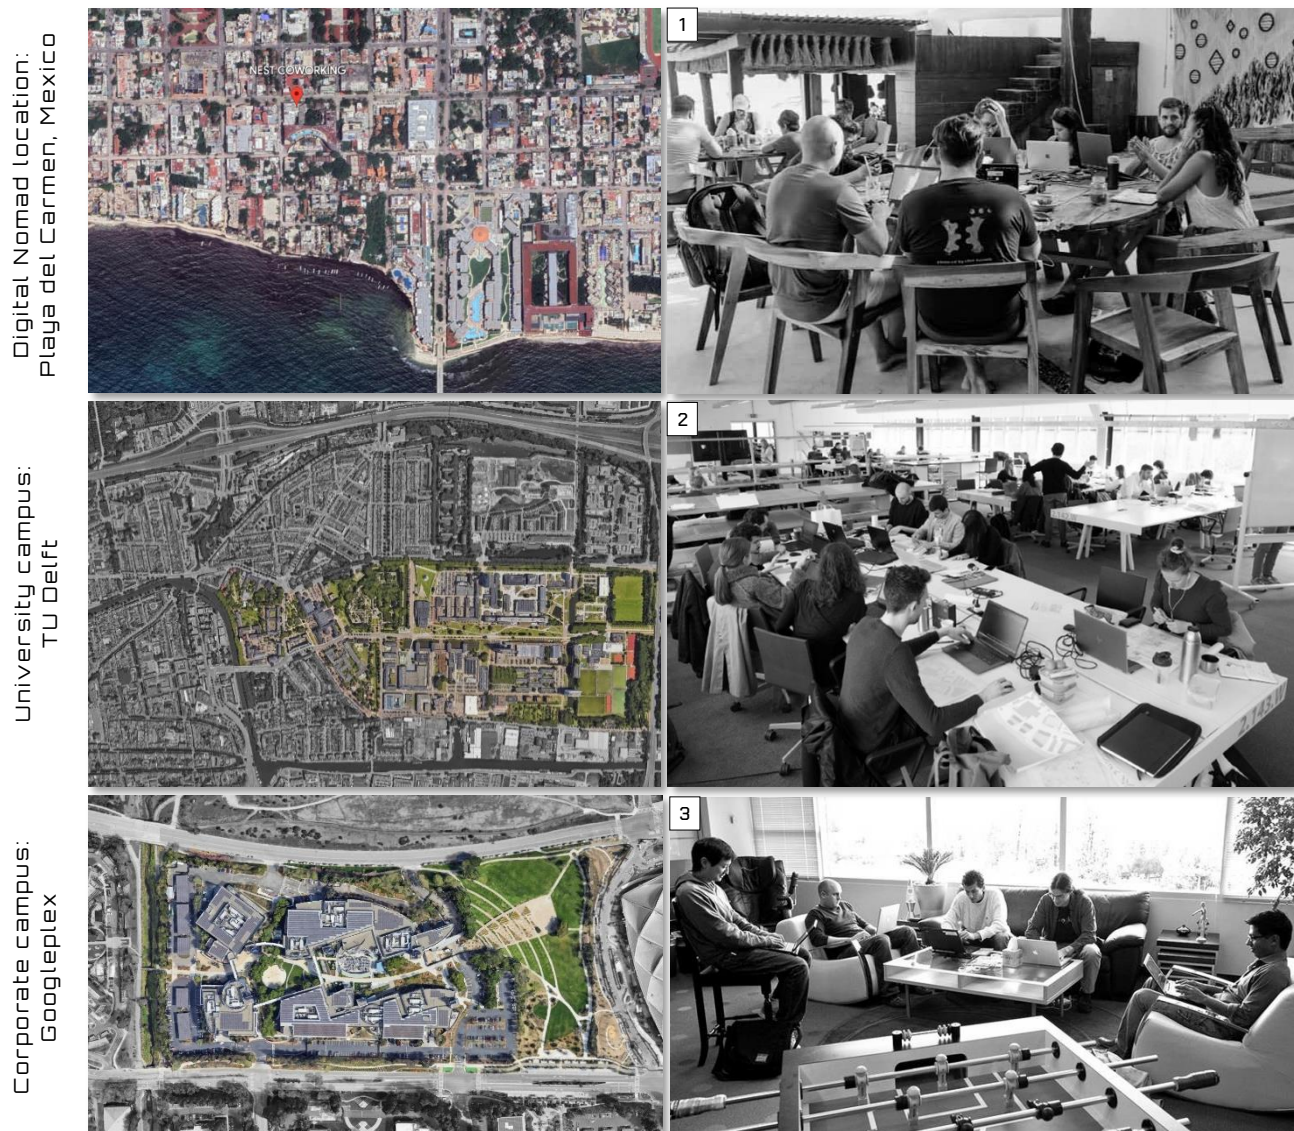 Digital Nomad location:
Playa del Carmen, Mexico
NEST COWORKING
1
University campus:
TU Delft
2
Corporate campus:
Googleplex
3